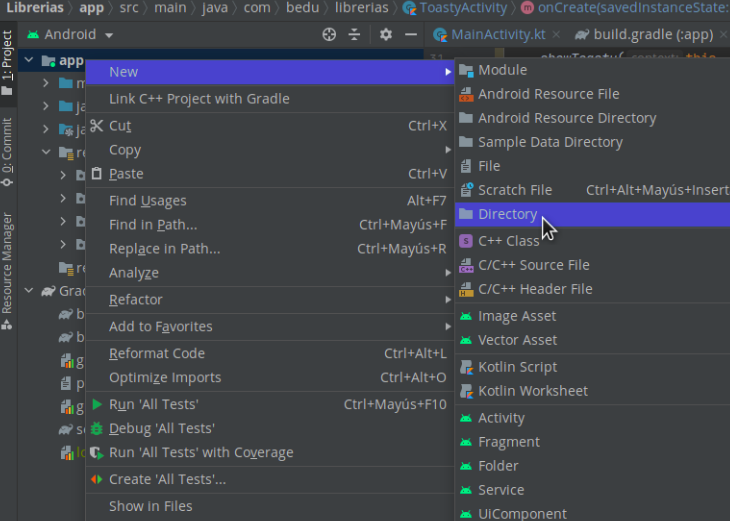 Librerias app src main java com bedu librerias ToastyActivity onCreate(savedInstanceState:
Android
MainActivity.kt
build.gradle (:app)
1: Project
0: Commit
Resource Manager
31
showToasty(
this
app
New
Link C++ Project with Gradle
Cut Ctrl+X
Copy
Paste Ctrl+V
Find Usages Alt+F7
Find in Path... Ctrl+Mayús+F
Replace in Path... Ctrl+Mayús+R
Analyze
Refactor
Add to Favorites
Reformat Code Ctrl+Alt+L
Optimize Imports Ctrl+Alt+O
Run 'All Tests' Ctrl+Mayús+F10
Debug 'All Tests'
Run 'All Tests' with Coverage
Create 'All Tests'...
Show in Files
Module
Android Resource File
Android Resource Directory
Sample Data Directory
File
Scratch File Ctrl+Alt+Mayús+Insert
Directory
C++ Class
C/C++ Source File
C/C++ Header File
Image Asset
Vector Asset
Kotlin Script
Kotlin Worksheet
Activity
Fragment
Folder
Service
UiComponent